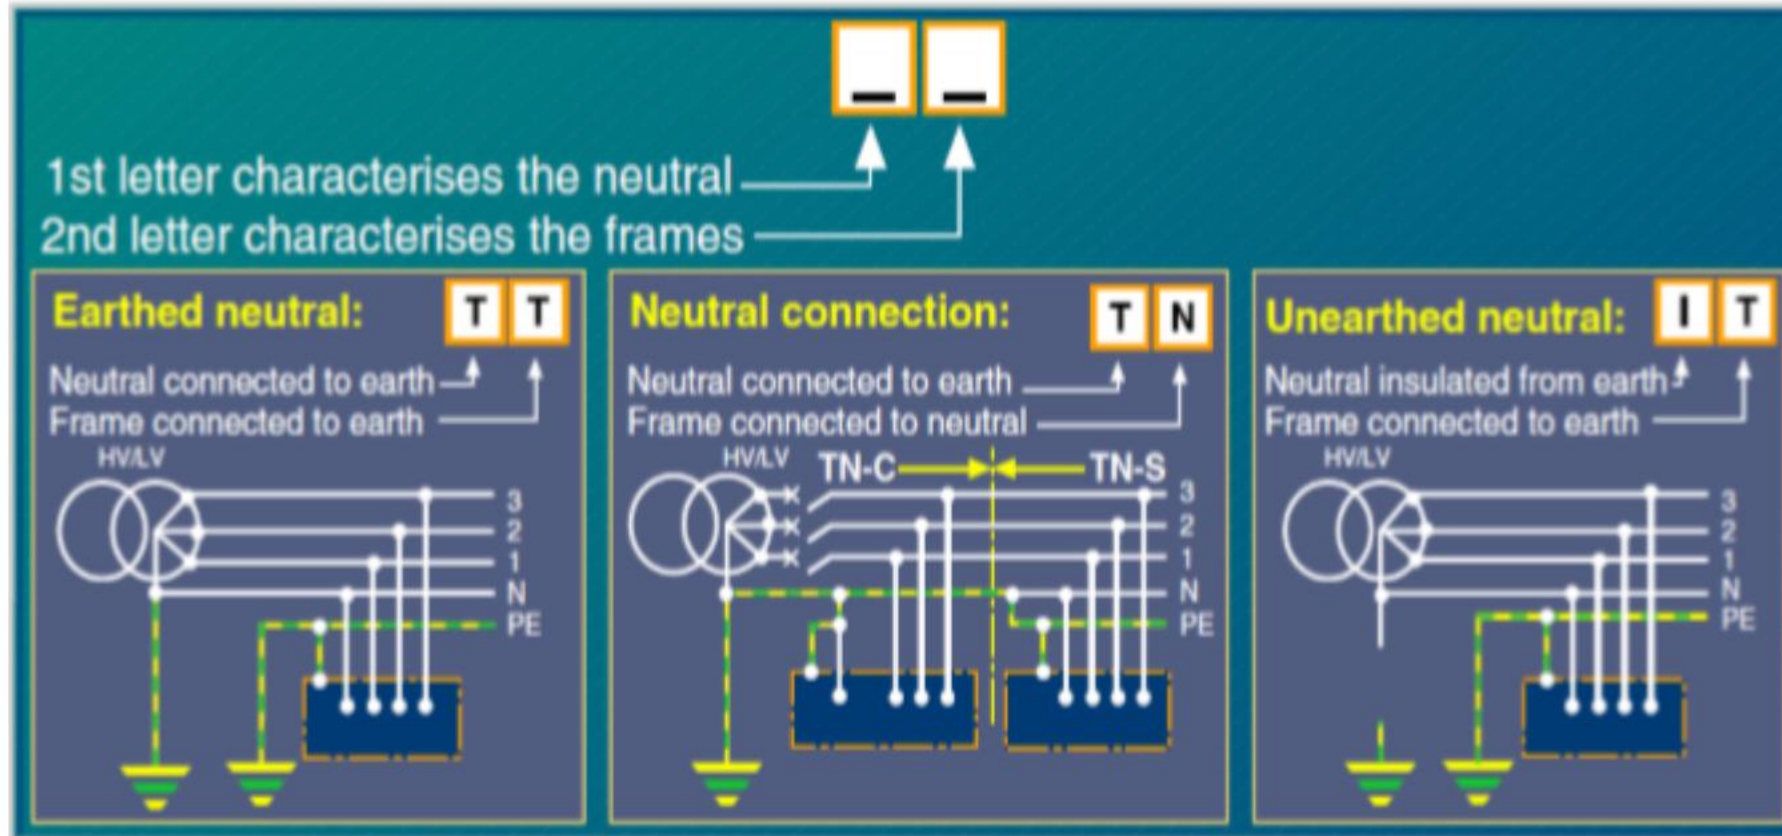 _ _
1st letter characterises the neutral
2nd letter characterises the frames
Earthed neutral: T T
Neutral connected to earth
Frame connected to earth
HV/LV
3
2
1
N
PE
Neutral connection: T N
Neutral connected to earth
Frame connected to neutral
HV/LV TN-C TN-S
3
2
1
N
PE
Unearthed neutral: I T
Neutral insulated from earth
Frame connected to earth
HV/LV
3
2
1
N
PE